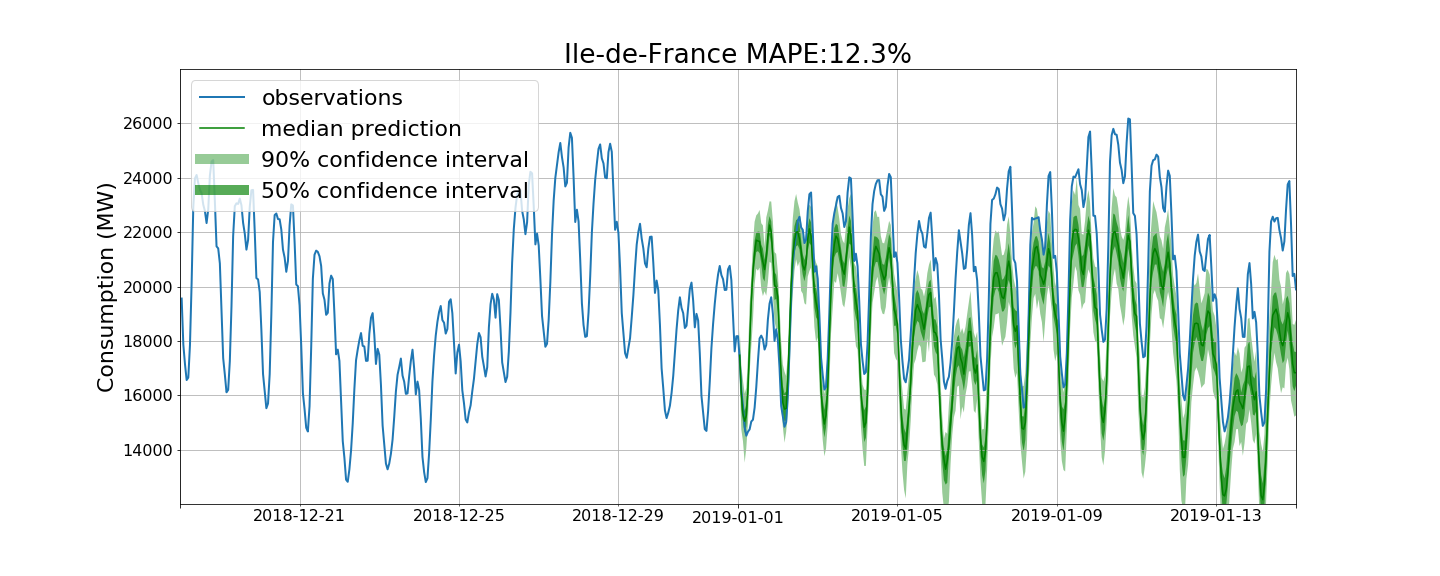 Ile-de-France MAPE:12.3%
observations
median prediction
90% confidence interval
50% confidence interval
Consumption (MW)
26000
24000
22000
20000
18000
16000
14000
2018-12-21
2018-12-25
2018-12-29
2019-01-01
2019-01-05
2019-01-09
2019-01-13